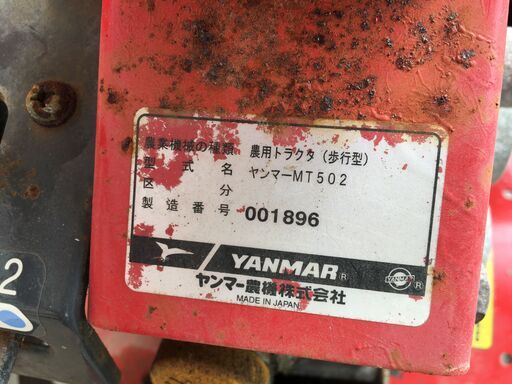 農業機械の種類 農用トラクタ（歩行型）
型式名 ヤンマーMT502
区分
製造番号 001896
YANMAR®
YANMAR ®
ヤンマー農機株式会社
MADE IN JAPAN
2